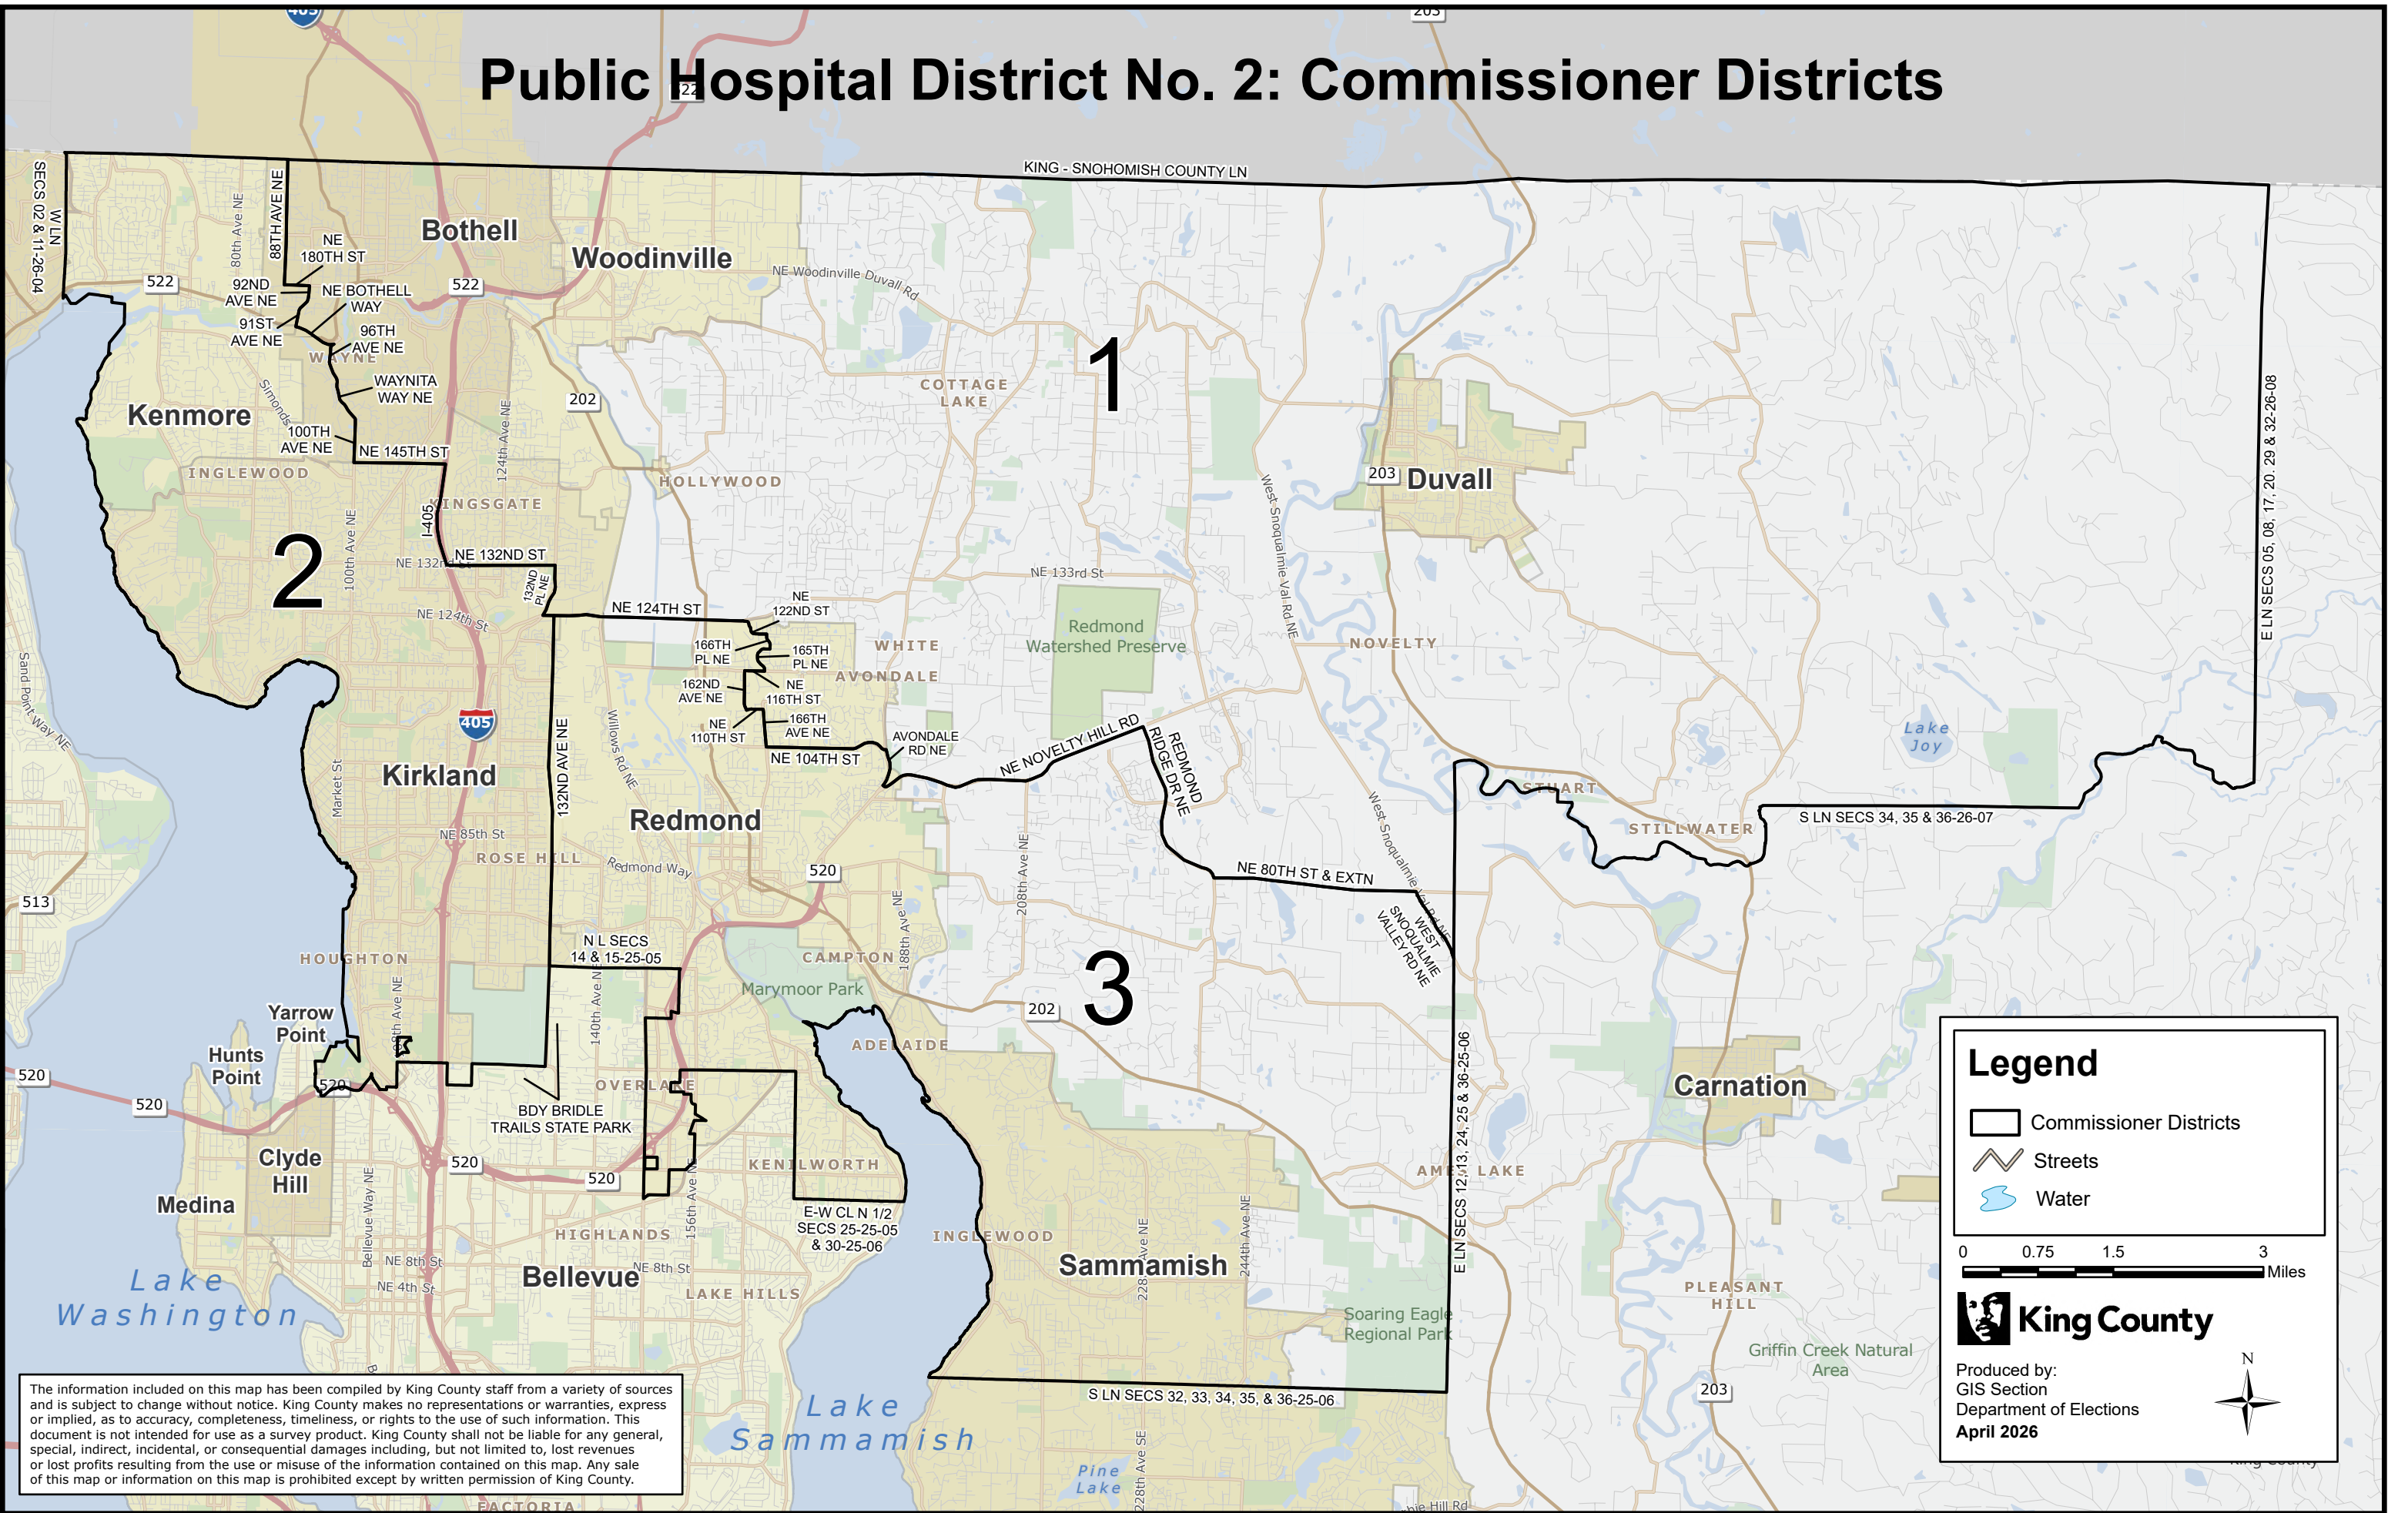 405
203
522
Public Hospital District No. 2: Commissioner Districts
KING - SNOHOMISH COUNTY LN
W LN
SECS 02 & 11-26-04
80th Ave NE
88TH AVE NE
Bothell
Woodinville
NE
180TH ST
NE Woodinville Duvall Rd
522
522
92ND
AVE NE
NE BOTHELL
WAY
91ST
AVE NE
96TH
AVE NE
WAYNE
WAYNITA
WAY NE
Simonds
Kenmore
100TH
AVE NE
NE 145TH ST
124th Ave NE
202
COTTAGE
LAKE
1
INGLEWOOD
KINGSGATE
HOLLYWOOD
203
Duvall
West Snoqualmie Val Rd NE
E LN SECS 05, 08, 17, 20. 29 & 32-26-08
I-405
100th Ave NE
2
NE 132ND ST
NE 132nd St
132ND
PL NE
NE 133rd St
NE 124th St
NE 124TH ST
NE
122ND ST
166TH
PL NE
165TH
PL NE
WHITE
AVONDALE
Redmond
Watershed Preserve
NOVELTY
162ND
AVE NE
NE
116TH ST
NE
110TH ST
166TH
AVE NE
AVONDALE
RD NE
NE 104TH ST
NE NOVELTY HILL RD
REDMOND
RIDGE DR NE
Sand Point Way NE
405
Market St
Kirkland
132ND AVE NE
Willows Rd NE
Redmond
Lake
Joy
STUART
STILLWATER
S LN SECS 34, 35 & 36-26-07
NE 85th St
ROSE HILL
Redmond Way
520
208th Ave NE
NE 80TH ST & EXTN
West Snoqualmie Val Rd NE
WEST
SNOQUALMIE
VALLEY RD NE
513
HOUGHTON
N L SECS
14 & 15-25-05
CAMPTON
188th Ave NE
3
Marymoor Park
140th Ave NE
202
Yarrow
Point
Hunts
Point
520
520
520
ADELAIDE
OVERLAKE
BDY BRIDLE
TRAILS STATE PARK
E LN SECS 12, 13, 24, 25 & 36-25-06
Carnation
Clyde
Hill
Medina
520
520
KENILWORTH
156th Ave NE
AMES LAKE
Bellevue Way NE
E-W CL N 1/2
SECS 25-25-05
& 30-25-06
HIGHLANDS
INGLEWOOD
NE 8th St
NE 8th St
NE 4th St
Bellevue
LAKE HILLS
Sammamish
228th Ave NE
244th Ave NE
Lake
Washington
Soaring Eagle
Regional Park
PLEASANT
HILL
Griffin Creek Natural
Area
203
S LN SECS 32, 33, 34, 35, & 36-25-06
Lake
Sammamish
Pine
Lake
228th Ave SE
FACTORIA
Legend
Commissioner Districts
Streets
Water
0 0.75 1.5 3
Miles
King County
Produced by:
GIS Section
Department of Elections
April 2026
N
The information included on this map has been compiled by King County staff from a variety of sources
and is subject to change without notice. King County makes no representations or warranties, express
or implied, as to accuracy, completeness, timeliness, or rights to the use of such information. This
document is not intended for use as a survey product. King County shall not be liable for any general,
special, indirect, incidental, or consequential damages including, but not limited to, lost revenues
or lost profits resulting from the use or misuse of the information contained on this map. Any sale
of this map or information on this map is prohibited except by written permission of King County.